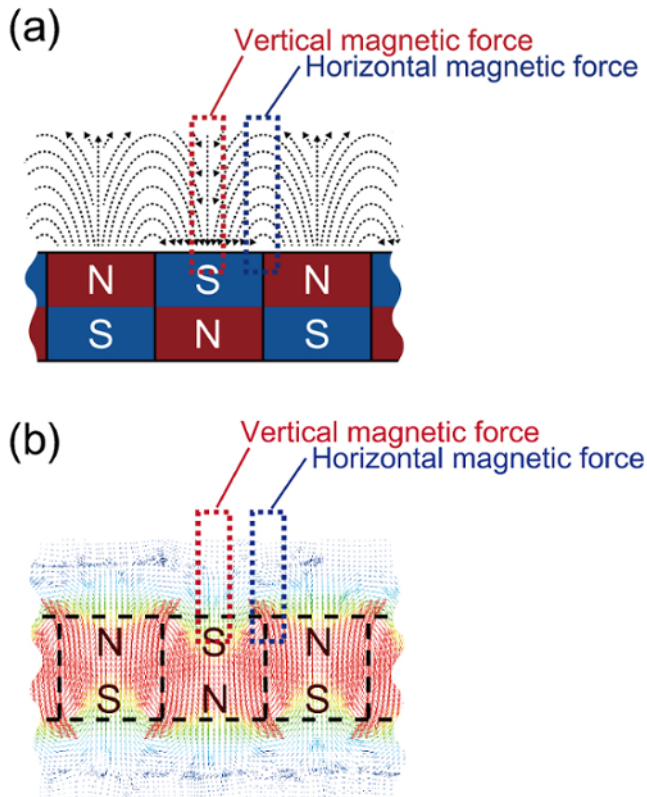 (a)
Vertical magnetic force
Horizontal magnetic force
N S N
S N S
(b)
Vertical magnetic force
Horizontal magnetic force
N S N
S N S